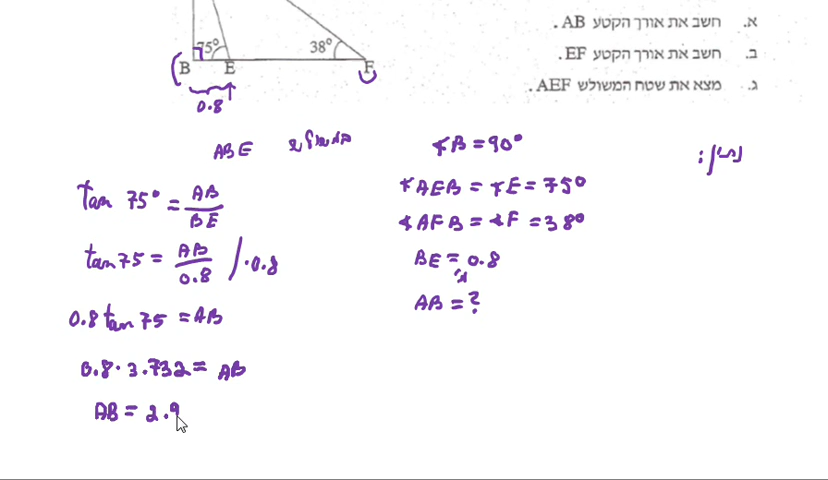 75°
38°
B E F
0.8
א. חשב את אורך הקטע AB.
ב. חשב את אורך הקטע EF.
ג. מצא את שטח המשולש AEF.
נתון:
∢B = 90°
∢AEB = ∢E = 75°
∢AFB = ∢F = 38°
BE = 0.8
א'
AB = ?
במשולש ABE
tan 75° = AB/BE
tan 75 = AB/0.8 /·0.8
0.8 tan 75 = AB
0.8 · 3.732 = AB
AB = 2.9